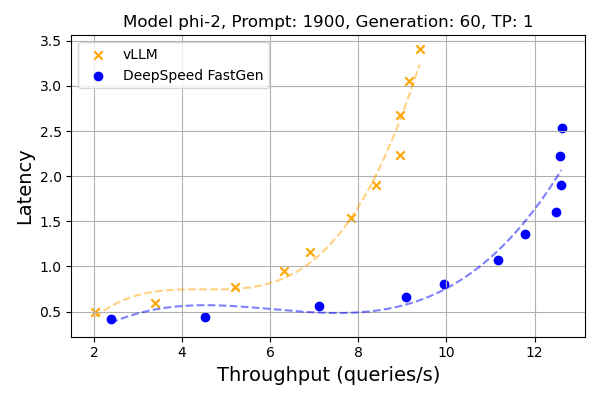 Model phi-2, Prompt: 1900, Generation: 60, TP: 1
vLLM
DeepSpeed FastGen
Latency
3.5
3.0
2.5
2.0
1.5
1.0
0.5
2 4 6 8 10 12
Throughput (queries/s)